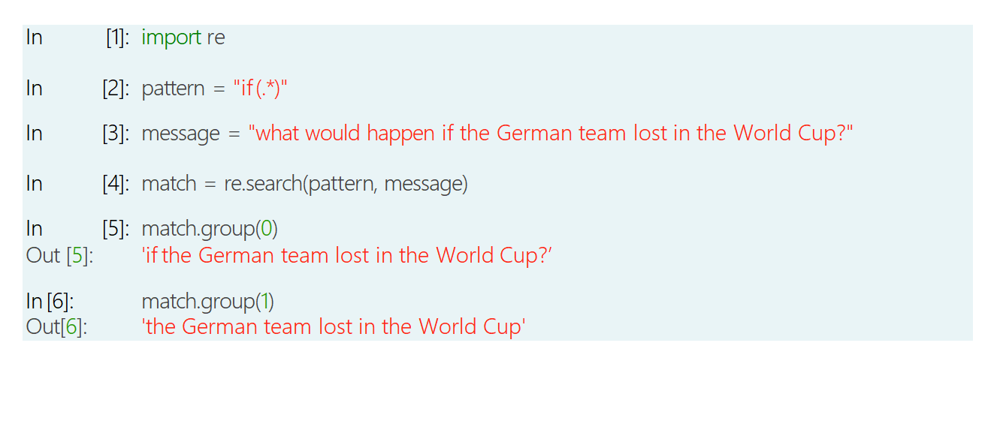 In [1]: import re
In [2]: pattern = "if (.*)"
In [3]: message = "what would happen if the German team lost in the World Cup?"
In [4]: match = re.search(pattern, message)
In [5]: match.group(0)
Out [5]: 'if the German team lost in the World Cup?’
In [6]: match.group(1)
Out[6]: 'the German team lost in the World Cup'